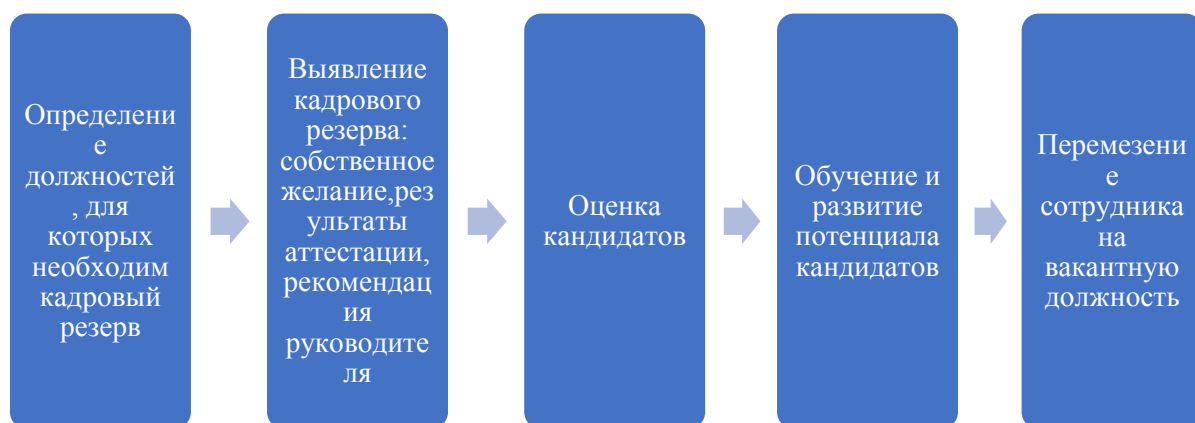 Определени
е
должностей
, для
которых
необходим
кадровый
резерв
Выявление
кадрового
резерва:
собственное
желание,рез
ультаты
аттестации,
рекомендац
ия
руководите
ля
Оценка
кандидатов
Обучение и
развитие
потенциала
кандидатов
Перемезени
е
сотрудника
на
вакантную
должность